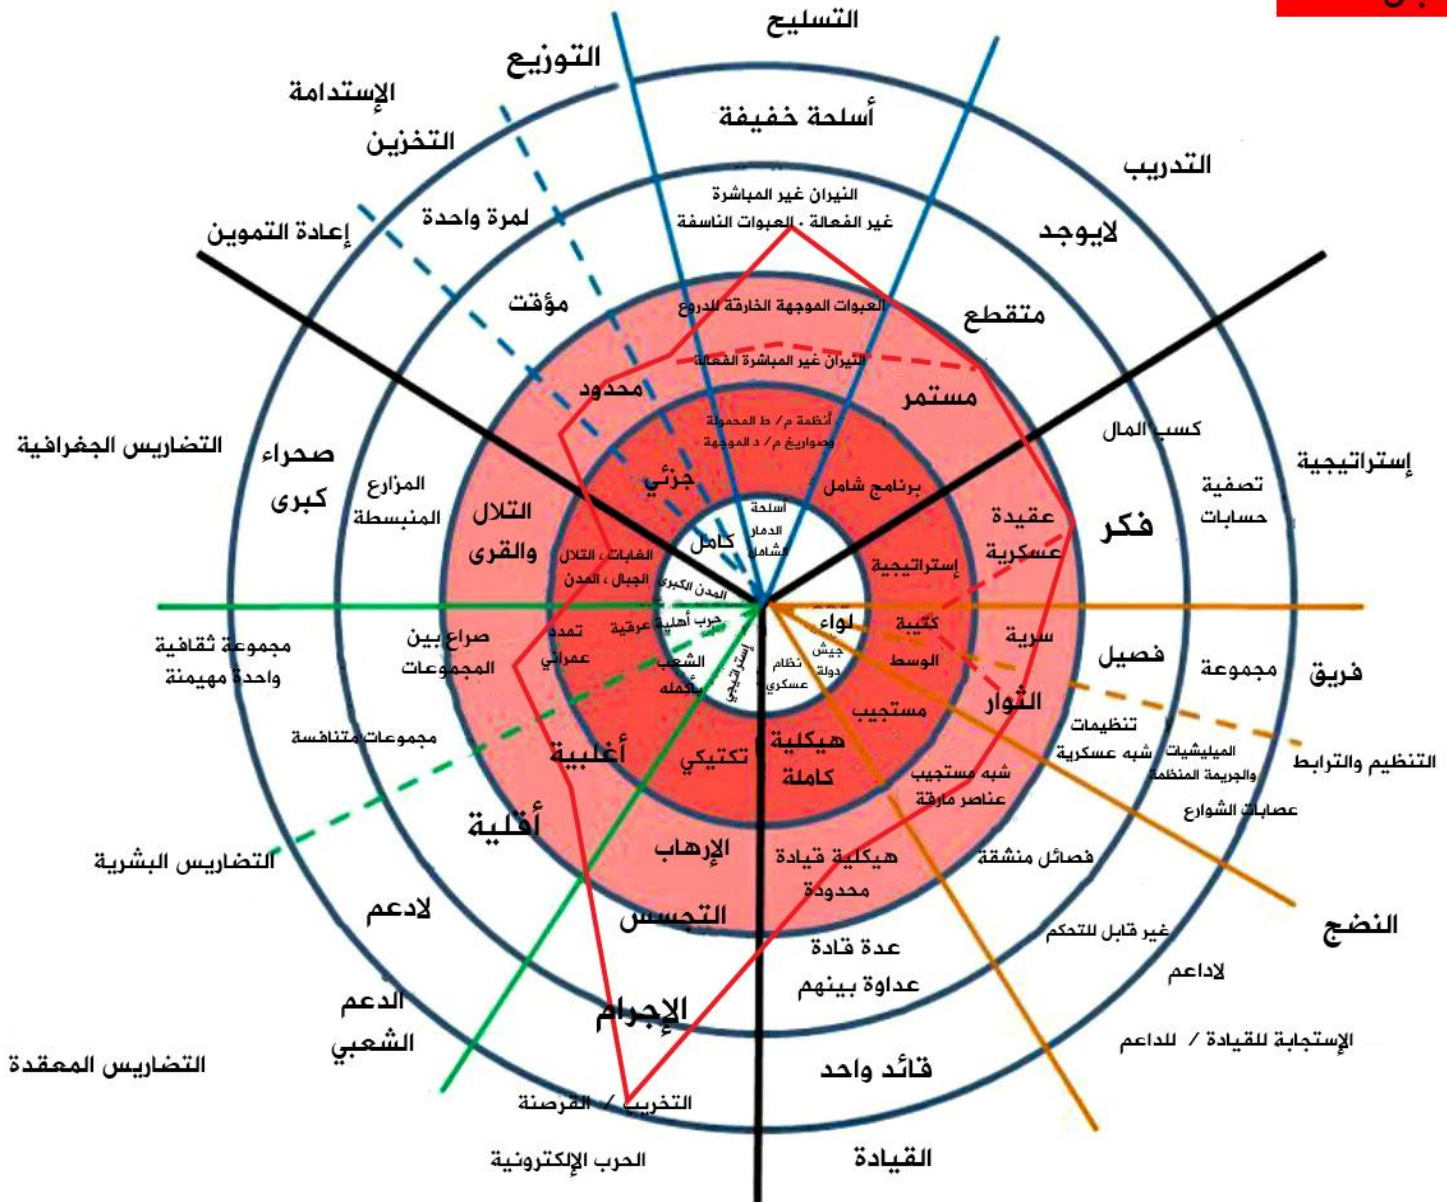 التسليح
أسلحة خفيفة
النيران غير المباشرة
غير الفعالة . العبوات الناسفة
العبوات الموجهة الخارقة للدروع
النيران غير المباشرة الفعالة
أنظمة م/ ط المحمولة
وصواريخ م/ د الموجهة
أسلحة
الدمار
الشامل
التدريب
لايوجد
متقطع
مستمر
برنامج شامل
إستراتيجية
كسب المال
تصفية
حسابات
فكر
عقيدة
عسكرية
إستراتيجية
فريق
مجموعة
فصيل
سرية
كتيبة
لواء
التنظيم والترابط
الميليشيات
والجريمة المنظمة
عصابات الشوارع
تنظيمات
شبه عسكرية
الثوار
الوسط
جيش
دولة
النضج
فصائل منشقة
شبه مستجيب
عناصر مارقة
مستجيب
نظام
عسكري
غير قابل للتحكم
لاداعم
الإستجابة للقيادة / للداعم
القيادة
قائد واحد
عدة قادة
عداوة بينهم
هيكلية قيادة
محدودة
هيكلية
كاملة
الحرب الإلكترونية
التخريب / القرصنة
الإجرام
التجسس
الإرهاب
تكتيكي
إستراتيجي
التضاريس المعقدة
الدعم
الشعبي
لادعم
أقلية
أغلبية
الشعب
بأكمله
التضاريس البشرية
مجموعة ثقافية
واحدة مهيمنة
مجموعات متنافسة
صراع بين
المجموعات
تمدد
عمراني
حرب أهلية عرقية
التضاريس الجغرافية
صحراء
كبرى
المزارع
المنبسطة
التلال
والقرى
الغابات ، التلال
الجبال ، المدن
المدن الكبرى
التوزيع
الإستدامة
التخزين
إعادة التموين
لمرة واحدة
مؤقت
محدود
جزئي
كامل